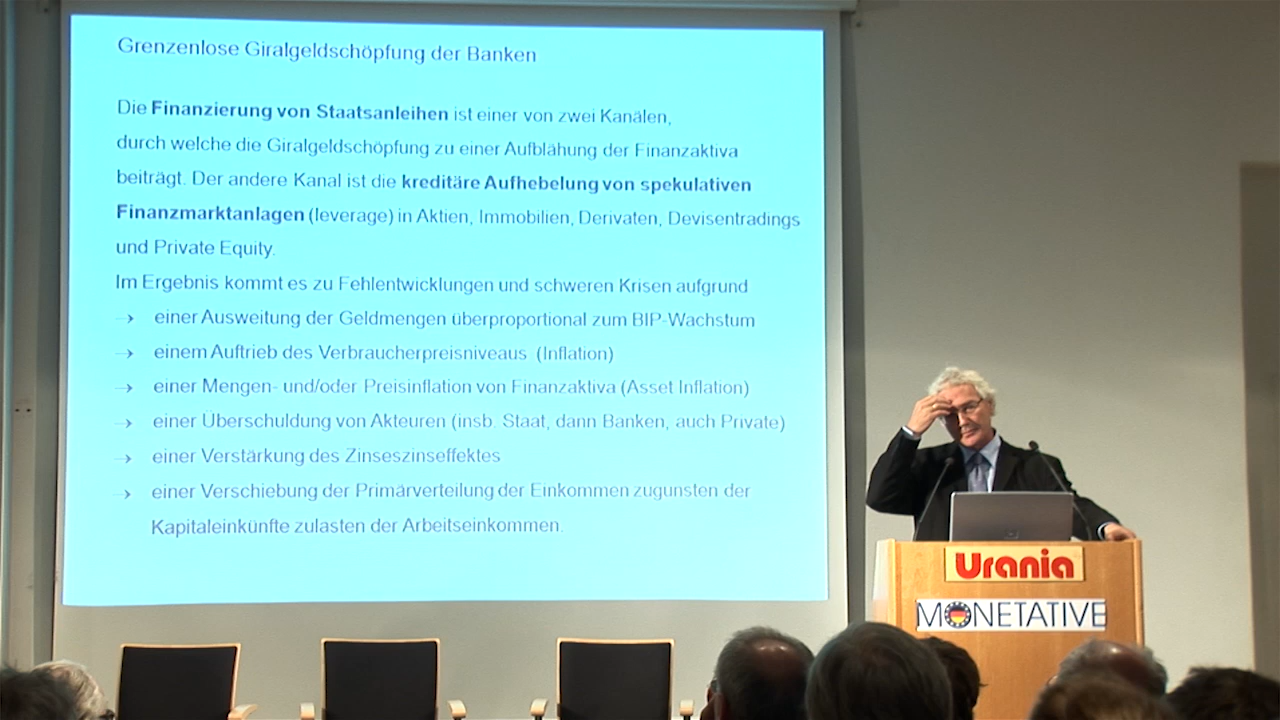 Grenzenlose Giralgeldschöpfung der Banken
Die Finanzierung von Staatsanleihen ist einer von zwei Kanälen,
durch welche die Giralgeldschöpfung zu einer Aufblähung der Finanzaktiva
beiträgt. Der andere Kanal ist die kreditäre Aufhebelung von spekulativen
Finanzmarktanlagen (leverage) in Aktien, Immobilien, Derivaten, Devisentradings
und Private Equity.
Im Ergebnis kommt es zu Fehlentwicklungen und schweren Krisen aufgrund
→ einer Ausweitung der Geldmengen überproportional zum BIP-Wachstum
→ einem Auftrieb des Verbraucherpreisniveaus (Inflation)
→ einer Mengen- und/oder Preisinflation von Finanzaktiva (Asset Inflation)
→ einer Überschuldung von Akteuren (insb. Staat, dann Banken, auch Private)
→ einer Verstärkung des Zinseszinseffektes
→ einer Verschiebung der Primärverteilung der Einkommen zugunsten der
Kapitaleinkünfte zulasten der Arbeitseinkommen.
Urania
MONETATIVE